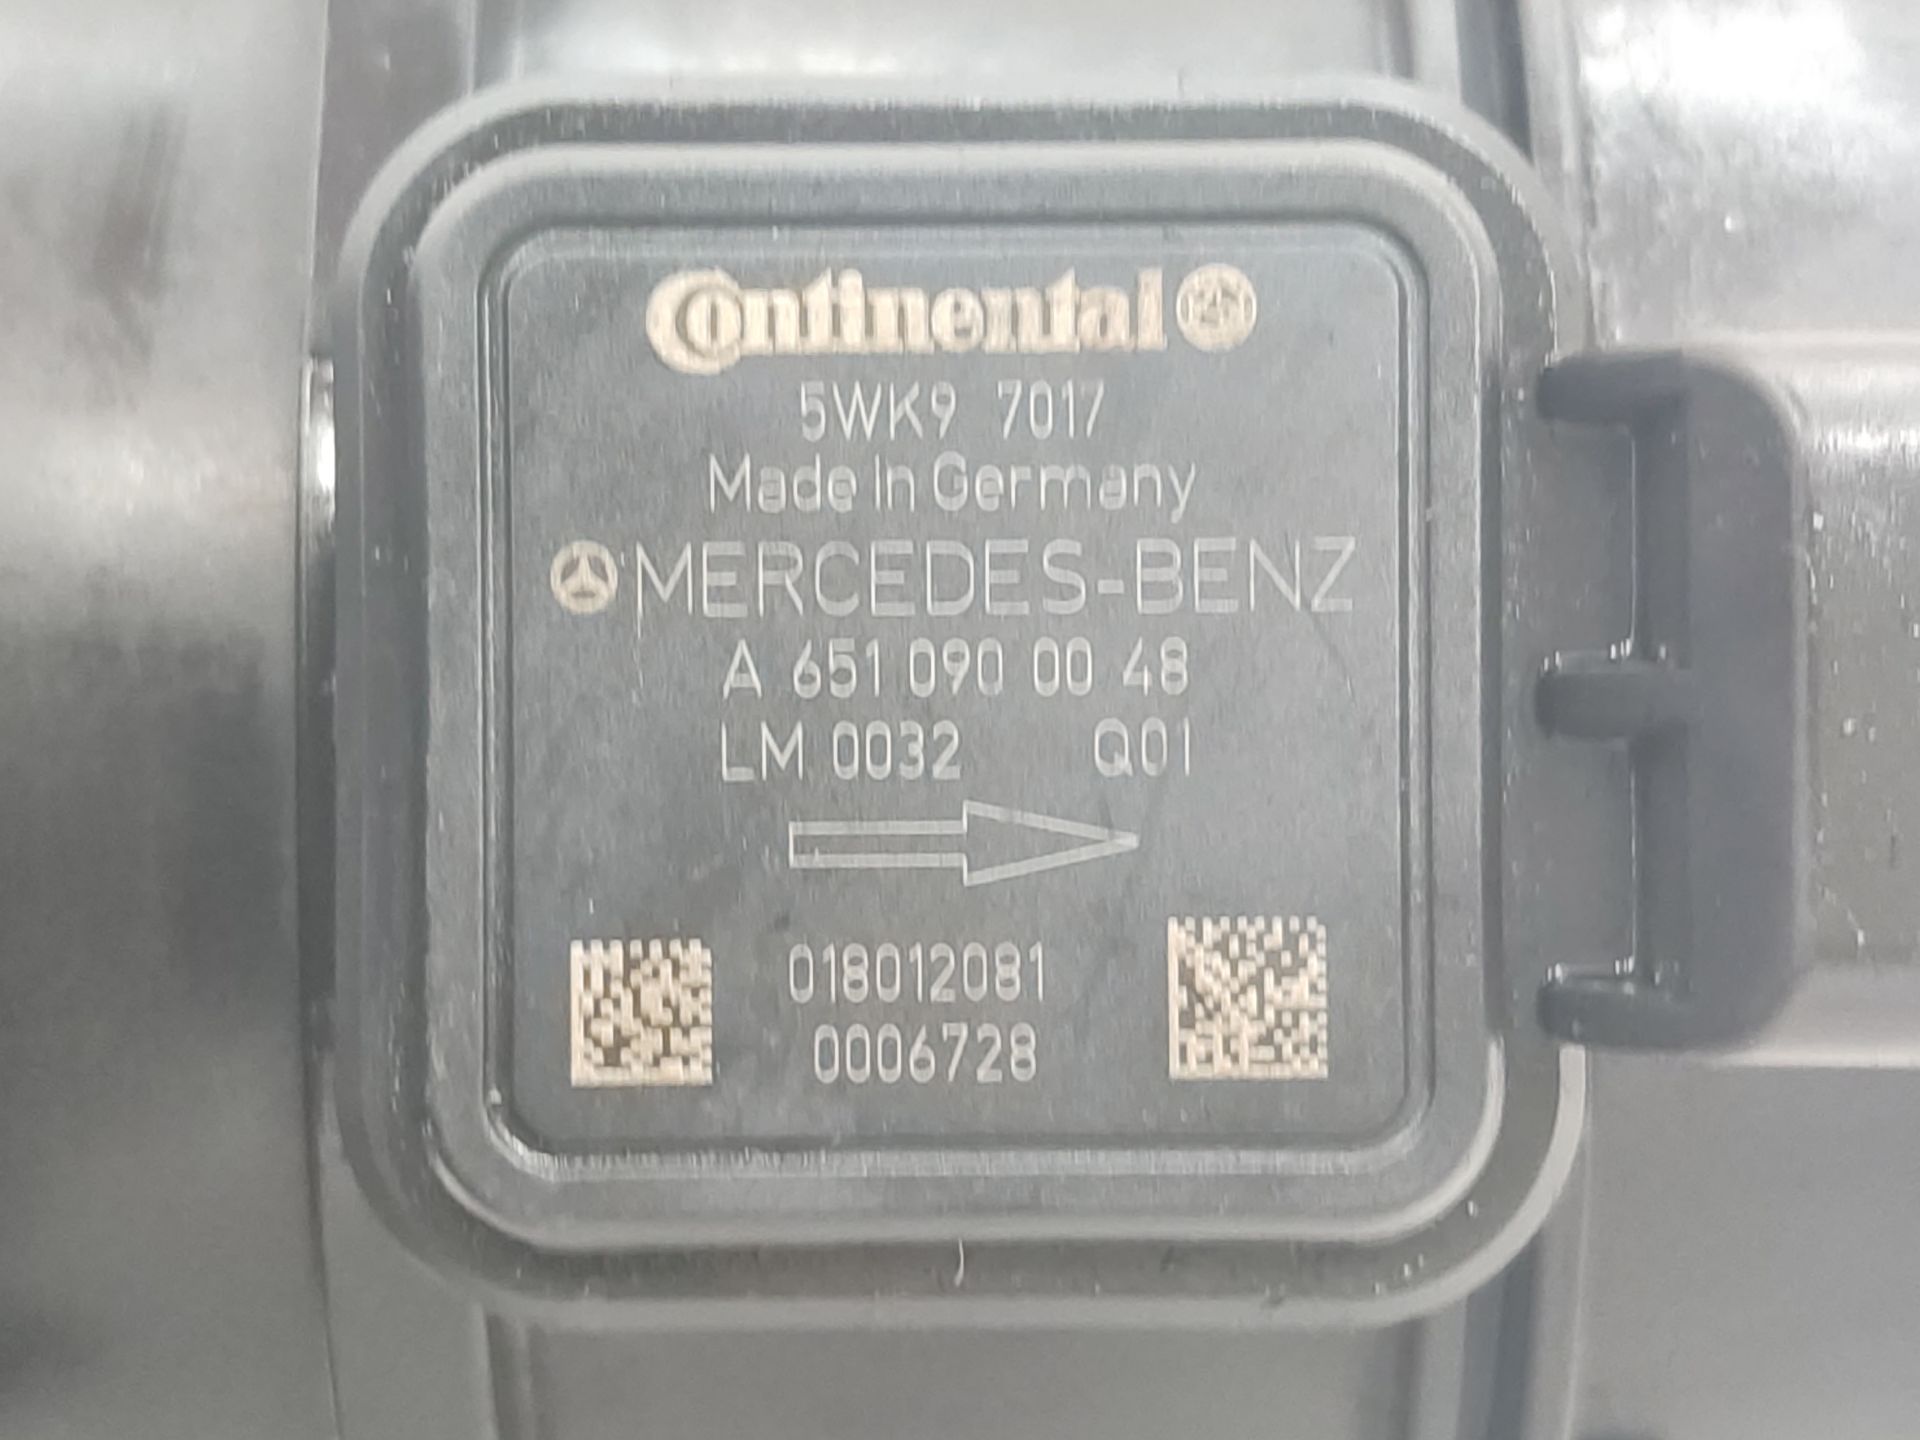 Continental
5WK9 7017
Made in Germany
MERCEDES-BENZ
A 651 090 00 48
LM 0032 Q01
018012081
0006728